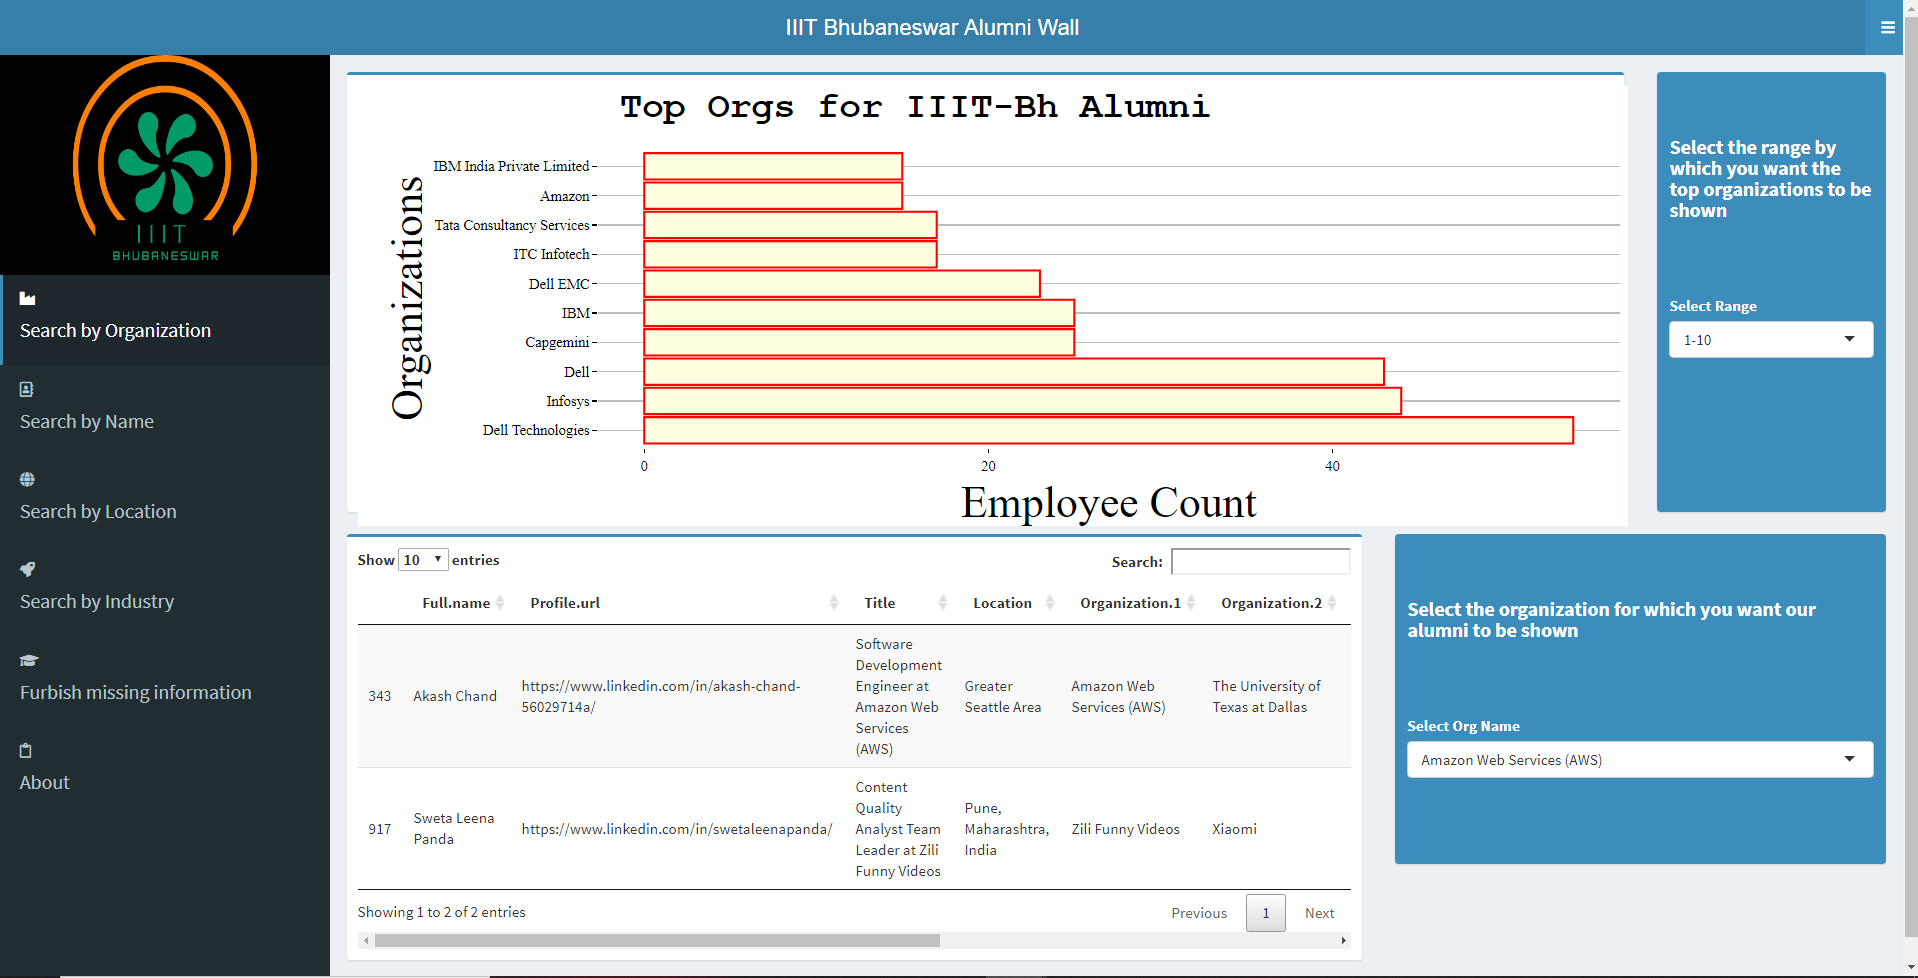 IIIT Bhubaneswar Alumni Wall
IIIT
BHUBANESWAR
Search by Organization
Search by Name
Search by Location
Search by Industry
Furbish missing information
About
Top Orgs for IIIT-Bh Alumni
Organizations
IBM India Private Limited
Amazon
Tata Consultancy Services
ITC Infotech
Dell EMC
IBM
Capgemini
Dell
Infosys
Dell Technologies
0 20 40
Employee Count
Select the range by
which you want the
top organizations to be
shown
Select Range
1-10
Show 10 entries
Search:
Full.name Profile.url Title Location Organization.1 Organization.2
343
Akash Chand
https://www.linkedin.com/in/akash-chand-
56029714a/
Software
Development
Engineer at
Amazon Web
Services
(AWS)
Greater
Seattle Area
Amazon Web
Services (AWS)
The University of
Texas at Dallas
917
Sweta Leena
Panda
https://www.linkedin.com/in/swetaleenapanda/
Content
Quality
Analyst Team
Leader at Zili
Funny Videos
Pune,
Maharashtra,
India
Zili Funny Videos
Xiaomi
Showing 1 to 2 of 2 entries
Previous 1 Next
Select the organization for which you want our
alumni to be shown
Select Org Name
Amazon Web Services (AWS)